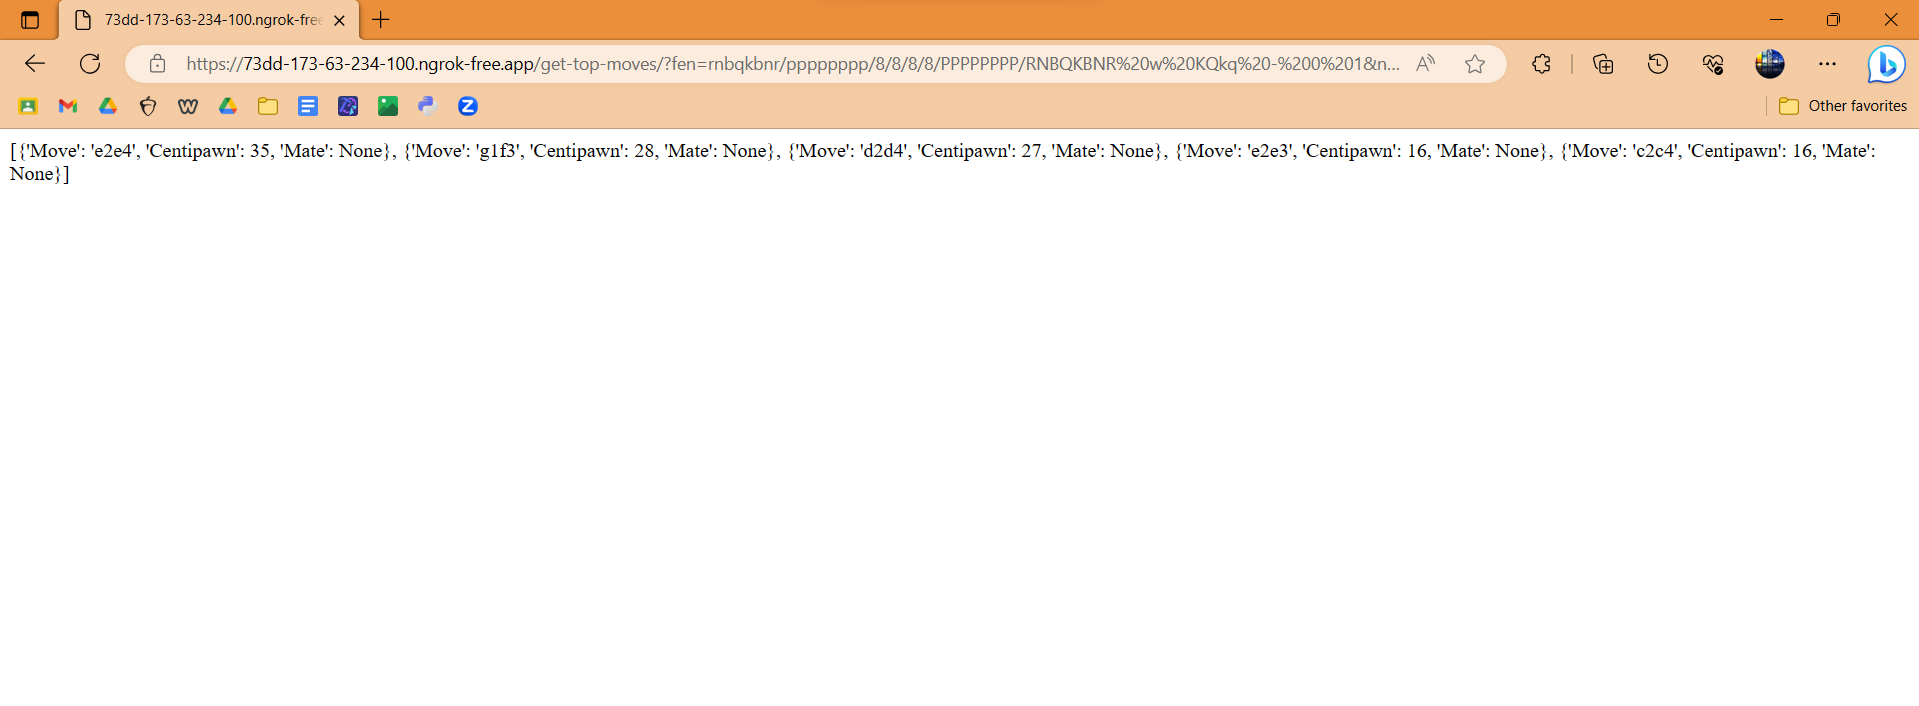 73dd-173-63-234-100.ngrok-free
https://73dd-173-63-234-100.ngrok-free.app/get-top-moves/?fen=rnbqkbnr/pppppppp/8/8/8/8/PPPPPPPP/RNBQKBNR%20w%20KQkq%20-%200%201&n...
Other favorites
[{'Move': 'e2e4', 'Centipawn': 35, 'Mate': None}, {'Move': 'g1f3', 'Centipawn': 28, 'Mate': None}, {'Move': 'd2d4', 'Centipawn': 27, 'Mate': None}, {'Move': 'e2e3', 'Centipawn': 16, 'Mate': None}, {'Move': 'c2c4', 'Centipawn': 16, 'Mate':
None}]